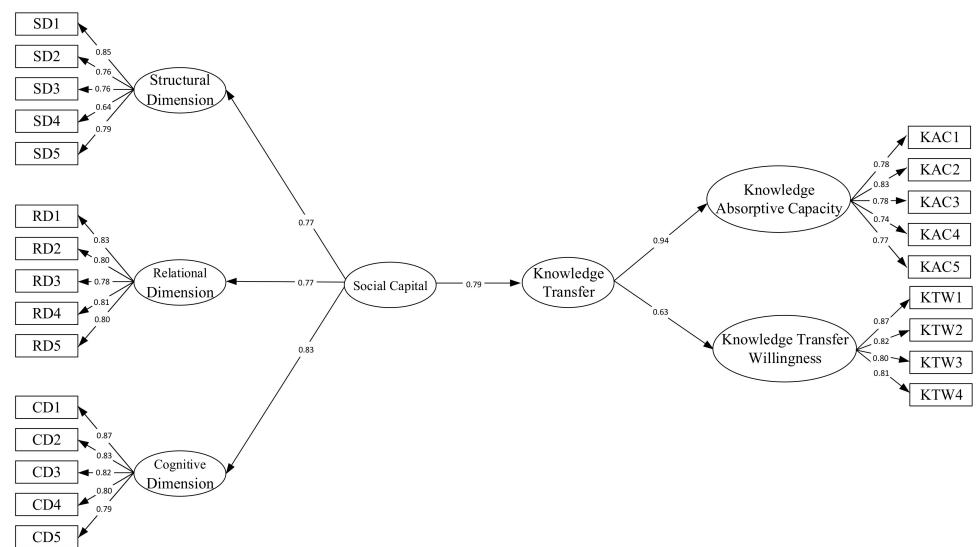 SD1
SD2
SD3
SD4
SD5
0.85
0.76
0.76
0.64
0.79
Structural
Dimension
RD1
RD2
RD3
RD4
RD5
0.83
0.80
0.78
0.81
0.80
Relational
Dimension
CD1
CD2
CD3
CD4
CD5
0.87
0.83
0.82
0.80
0.79
Cognitive
Dimension
0.77
0.77
0.83
Social Capital
0.79
Knowledge
Transfer
0.94
0.63
Knowledge
Absorptive Capacity
0.78
0.83
0.78
0.74
0.77
KAC1
KAC2
KAC3
KAC4
KAC5
Knowledge Transfer
Willingness
0.87
0.82
0.80
0.81
KTW1
KTW2
KTW3
KTW4